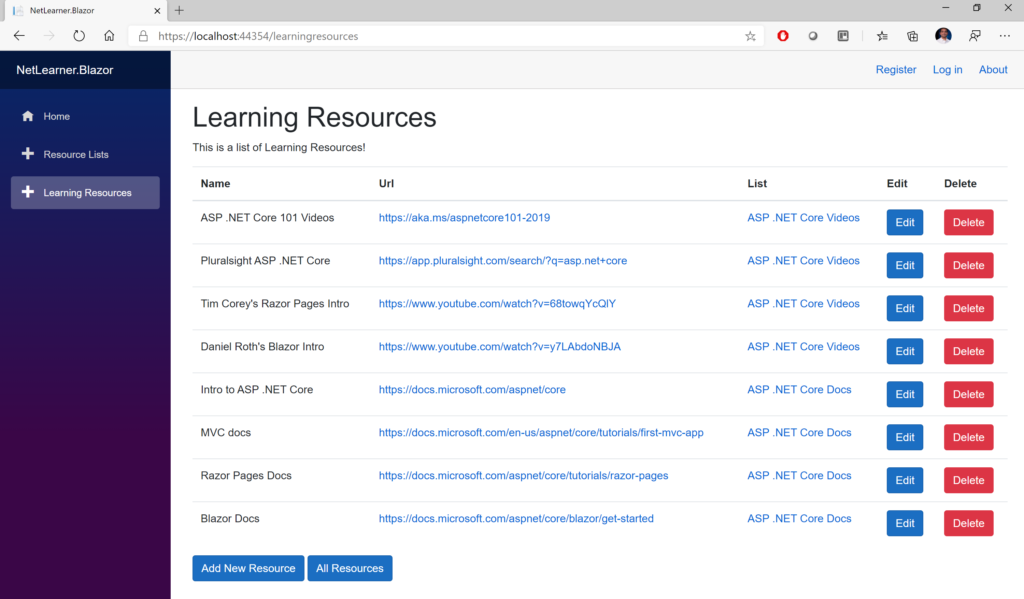 NetLearner.Blazor
https://localhost:44354/learningresources
NetLearner.Blazor
Register Log in About
Home
Resource Lists
Learning Resources
Learning Resources
This is a list of Learning Resources!
Name Url List Edit Delete
ASP .NET Core 101 Videos https://aka.ms/aspnetcore101-2019 ASP .NET Core Videos Edit Delete
Pluralsight ASP .NET Core https://app.pluralsight.com/search/?q=asp.net+core ASP .NET Core Videos Edit Delete
Tim Corey's Razor Pages Intro https://www.youtube.com/watch?v=68towqYcQlY ASP .NET Core Videos Edit Delete
Daniel Roth's Blazor Intro https://www.youtube.com/watch?v=y7LAbdoNBJA ASP .NET Core Videos Edit Delete
Intro to ASP .NET Core https://docs.microsoft.com/aspnet/core ASP .NET Core Docs Edit Delete
MVC docs https://docs.microsoft.com/en-us/aspnet/core/tutorials/first-mvc-app ASP .NET Core Docs Edit Delete
Razor Pages Docs https://docs.microsoft.com/aspnet/core/tutorials/razor-pages ASP .NET Core Docs Edit Delete
Blazor Docs https://docs.microsoft.com/aspnet/core/blazor/get-started ASP .NET Core Docs Edit Delete
Add New Resource All Resources